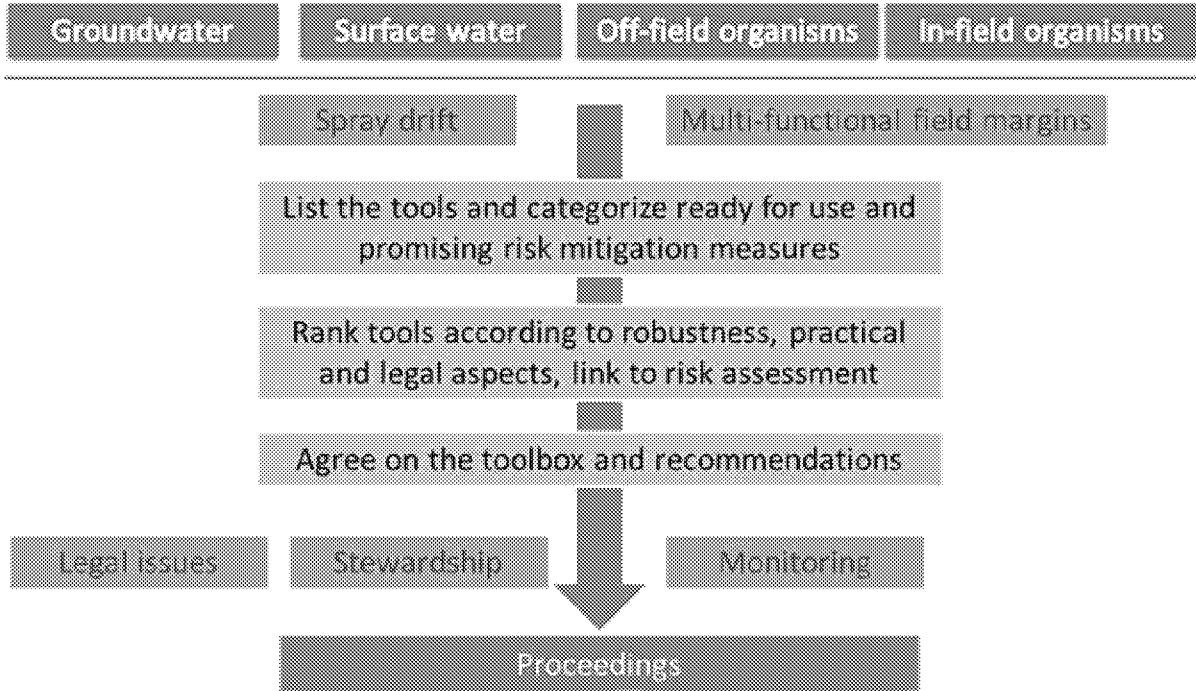 Groundwater
Surface water
Off-field organisms
In-field organisms
Spray drift
Multi-functional field margins
List the tools and categorize ready for use and
promising risk mitigation measures
Rank tools according to robustness, practical
and legal aspects, link to risk assessment
Agree on the toolbox and recommendations
Legal issues
Stewardship
Monitoring
Proceedings